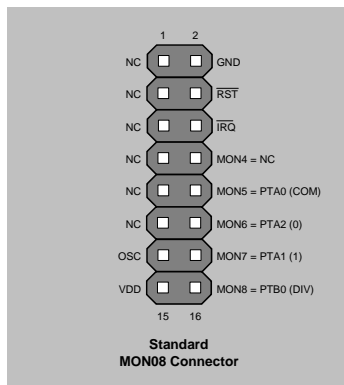 1 2
NC GND
NC RST
NC IRQ
NC MON4 = NC
NC MON5 = PTA0 (COM)
NC MON6 = PTA2 (0)
OSC MON7 = PTA1 (1)
VDD MON8 = PTB0 (DIV)
15 16
Standard
MON08 Connector